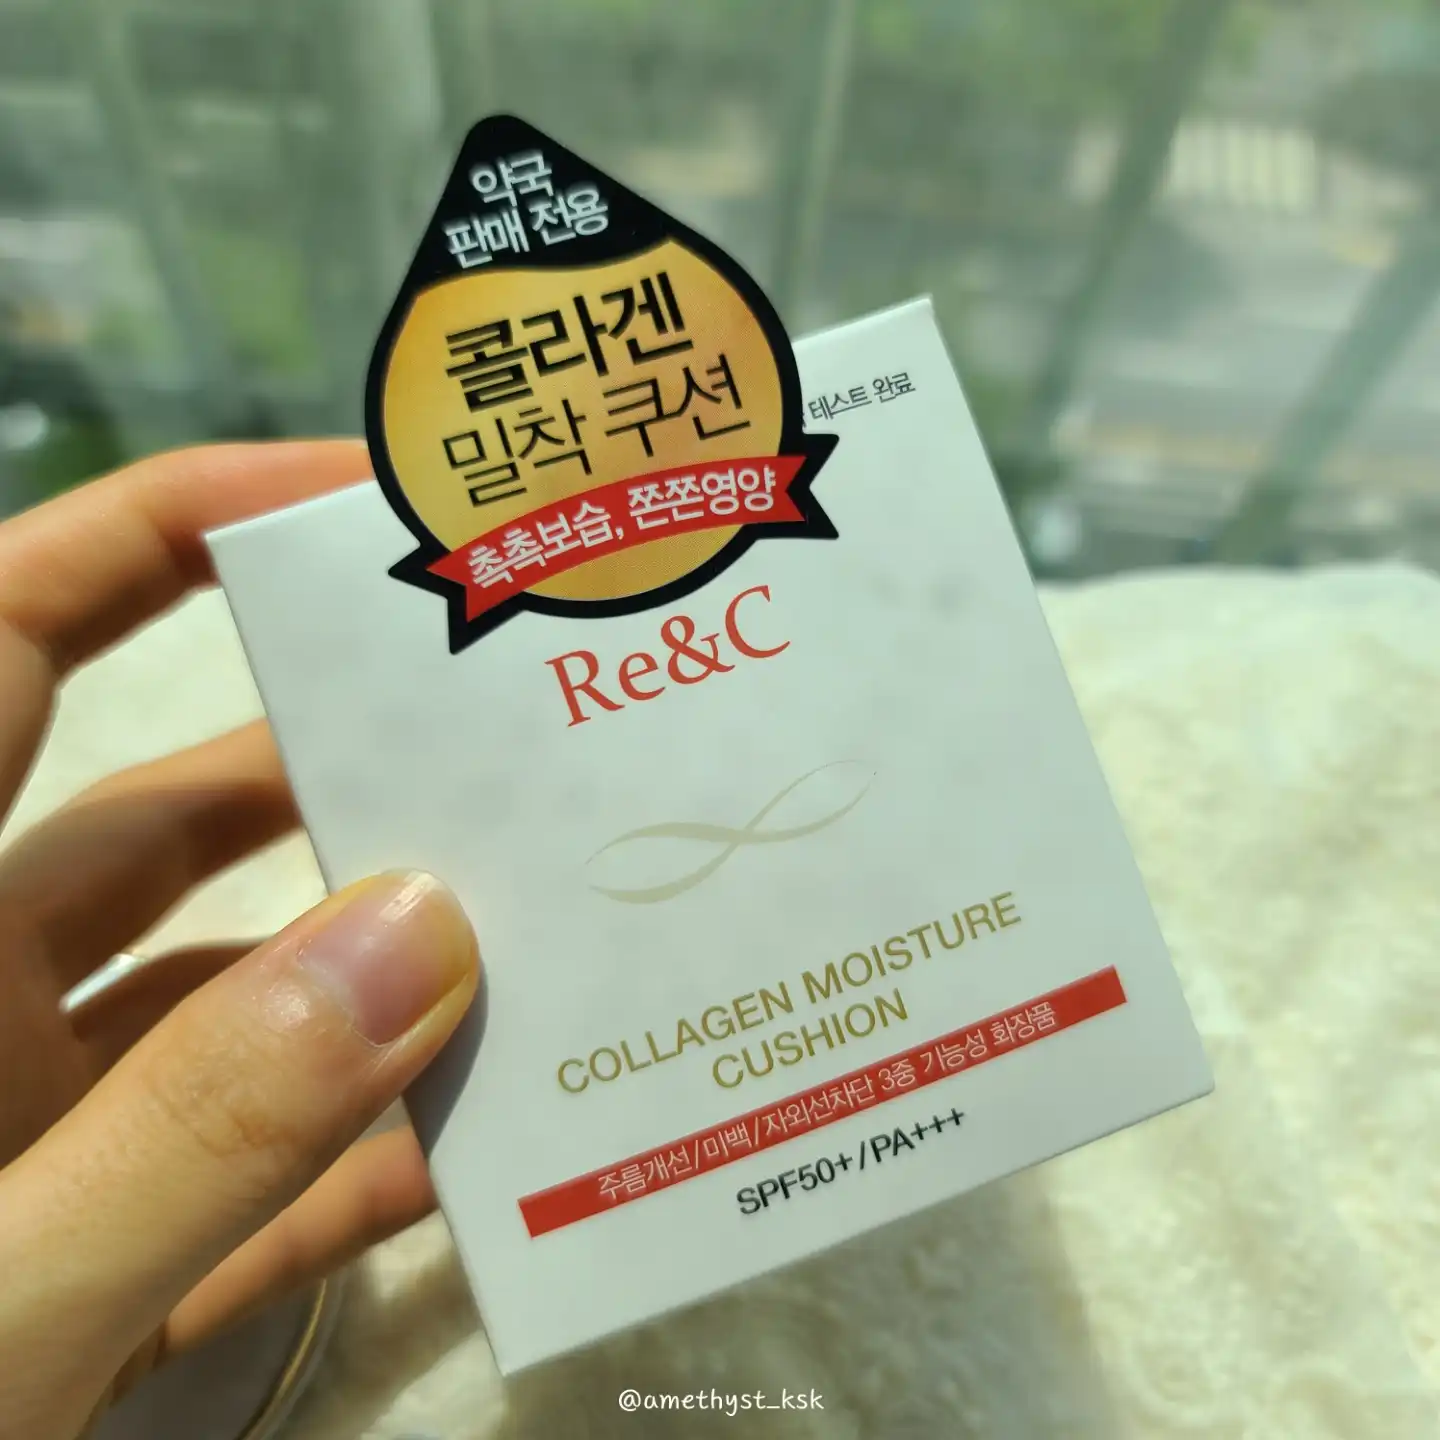 약국
판매 전용
콜라겐
밀착 쿠션
촉촉보습, 쫀쫀영양
테스트 완료
Re&C
COLLAGEN MOISTURE
CUSHION
주름개선/미백/자외선차단 3중 기능성 화장품
SPF50+/PA+++
@amethyst_ksk